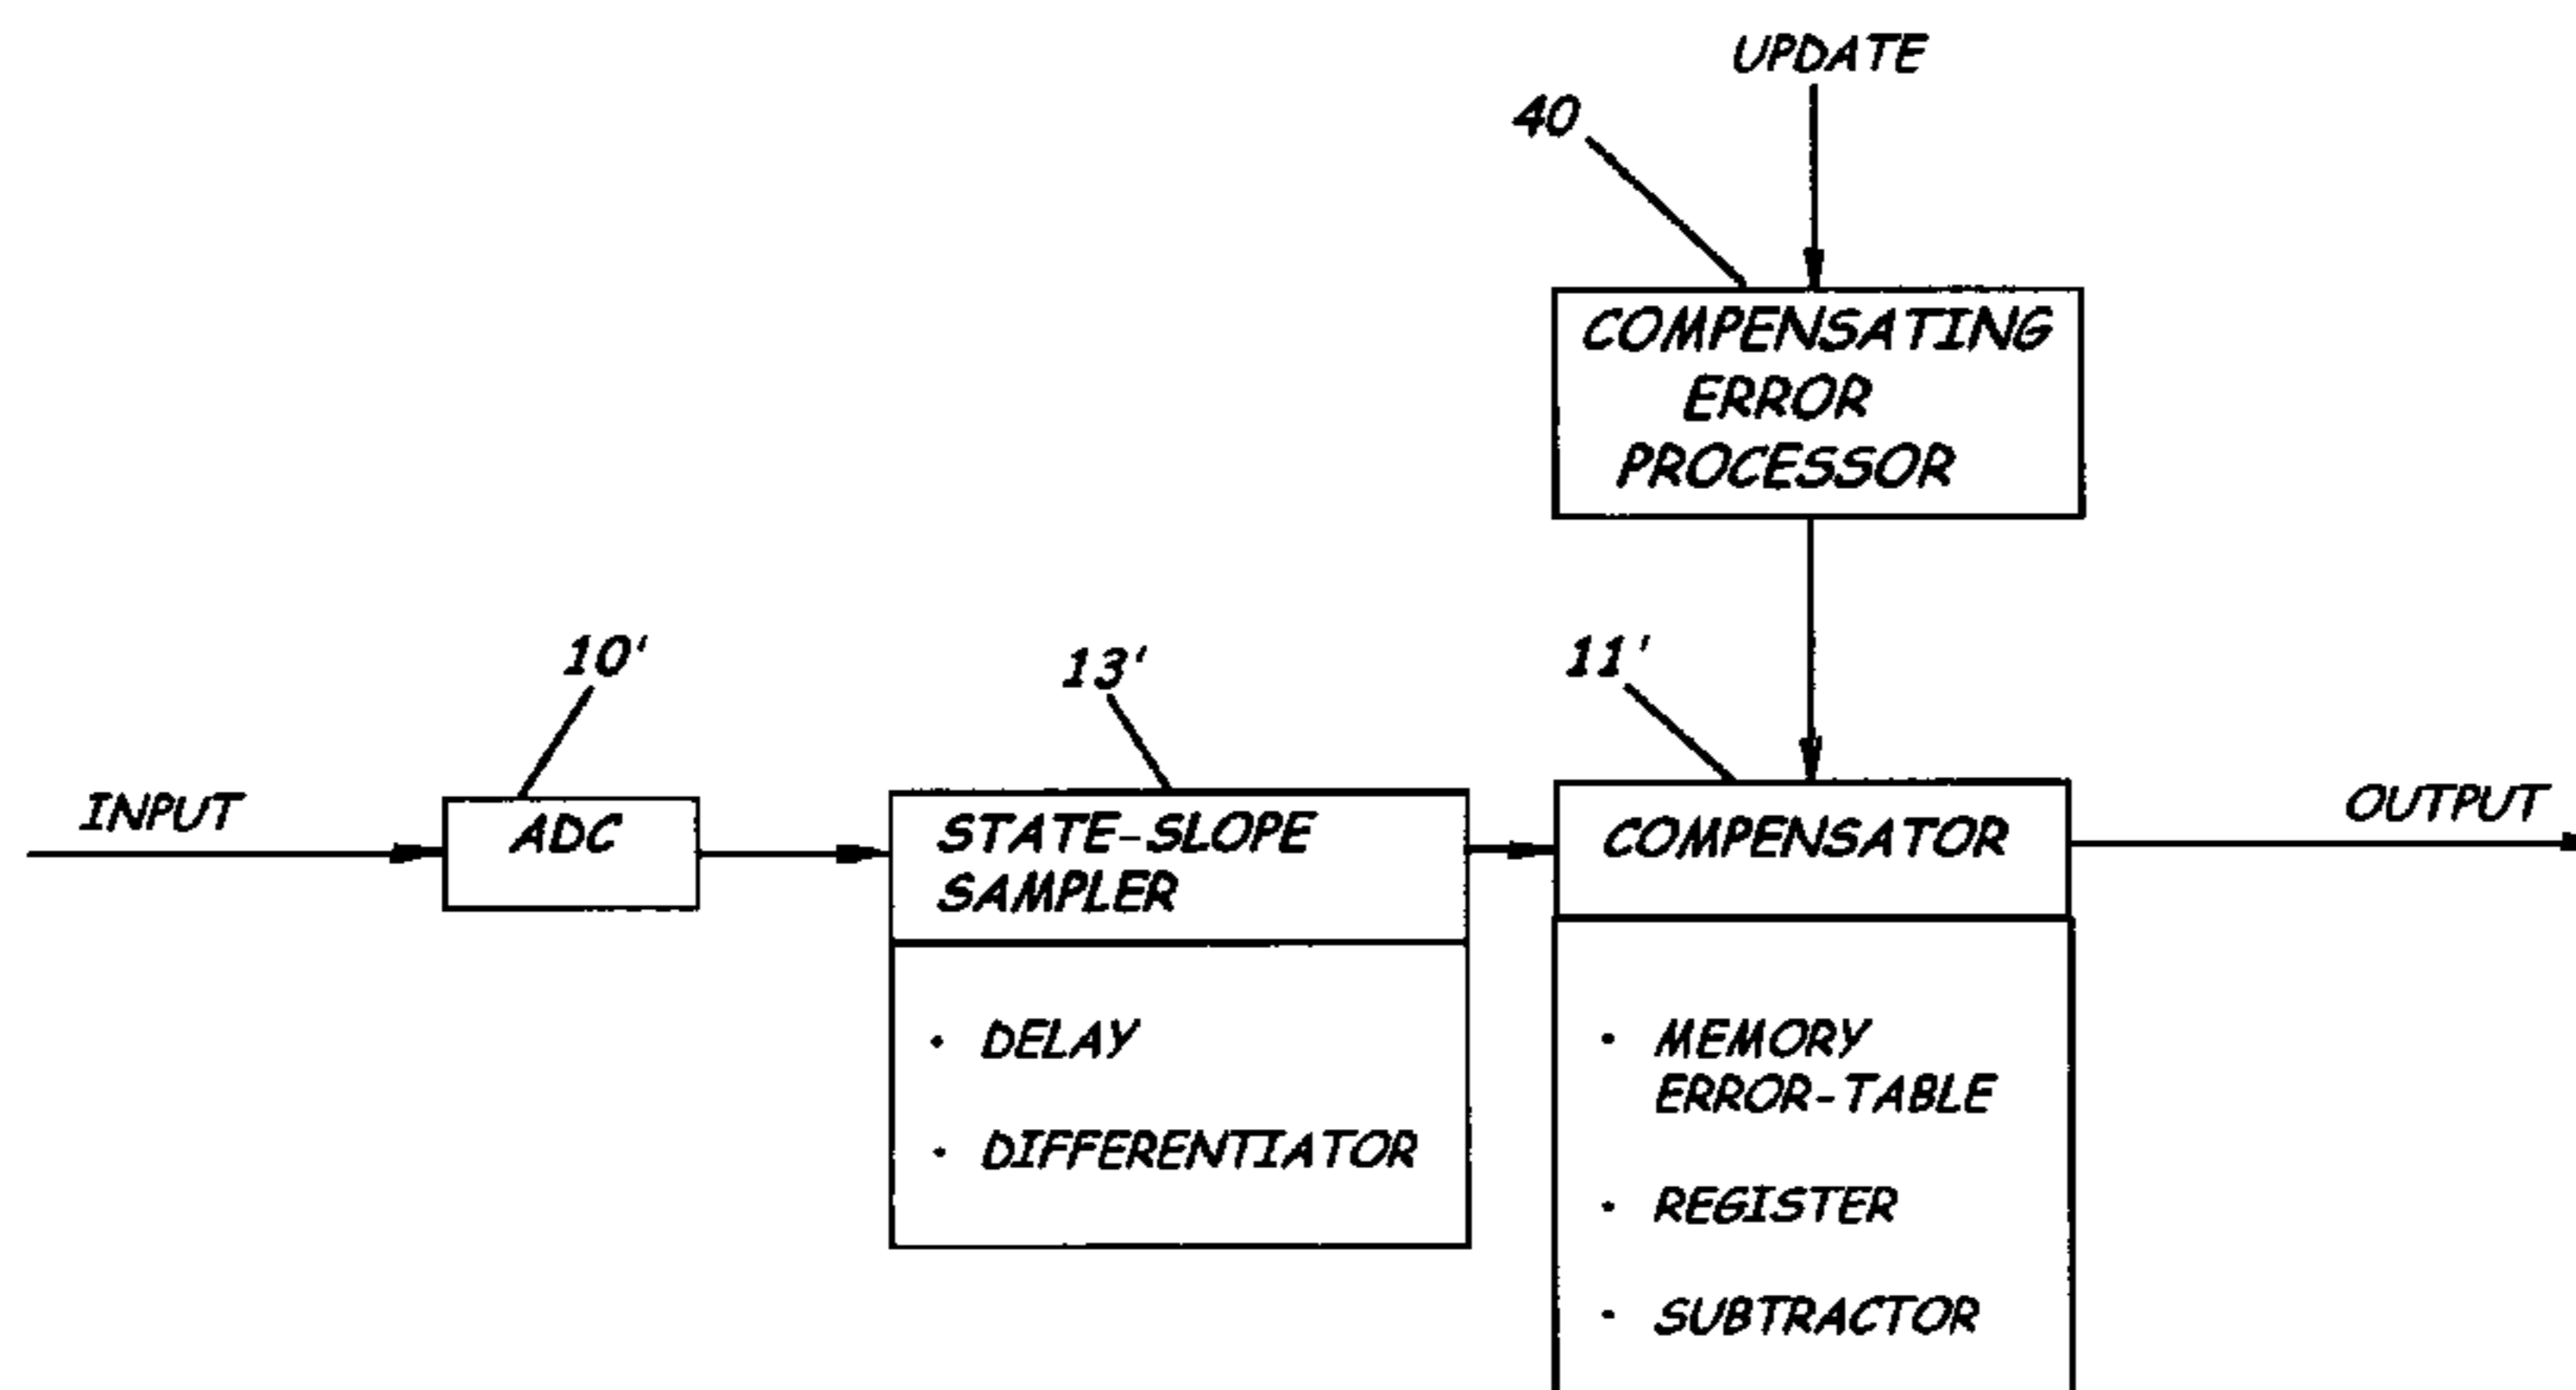 UPDATE
40
COMPENSATING
ERROR
PROCESSOR
10'
13'
11'
INPUT
ADC
STATE-SLOPE
SAMPLER
COMPENSATOR
OUTPUT
· DELAY
· DIFFERENTIATOR
· MEMORY
ERROR-TABLE
· REGISTER
· SUBTRACTOR